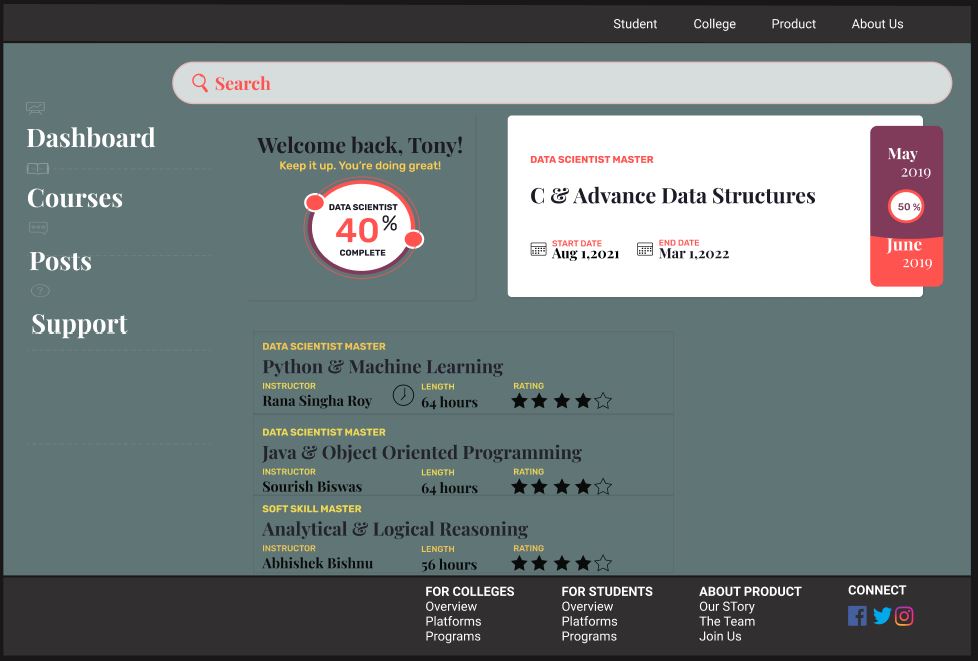 Student College Product About Us
Search
Dashboard
Courses
Posts
Support
Welcome back, Tony!
Keep it up. You're doing great!
DATA SCIENTIST
40%
COMPLETE
DATA SCIENTIST MASTER
C & Advance Data Structures
START DATE
Aug 1,2021
END DATE
Mar 1,2022
May
2019
50 %
June
2019
DATA SCIENTIST MASTER
Python & Machine Learning
INSTRUCTOR LENGTH RATING
Rana Singha Roy 64 hours
DATA SCIENTIST MASTER
Java & Object Oriented Programming
INSTRUCTOR LENGTH RATING
Sourish Biswas 64 hours
SOFT SKILL MASTER
Analytical & Logical Reasoning
INSTRUCTOR LENGTH RATING
Abhishek Bishnu 56 hours
FOR COLLEGES
Overview
Platforms
Programs
FOR STUDENTS
Overview
Platforms
Programs
ABOUT PRODUCT
Our STory
The Team
Join Us
CONNECT